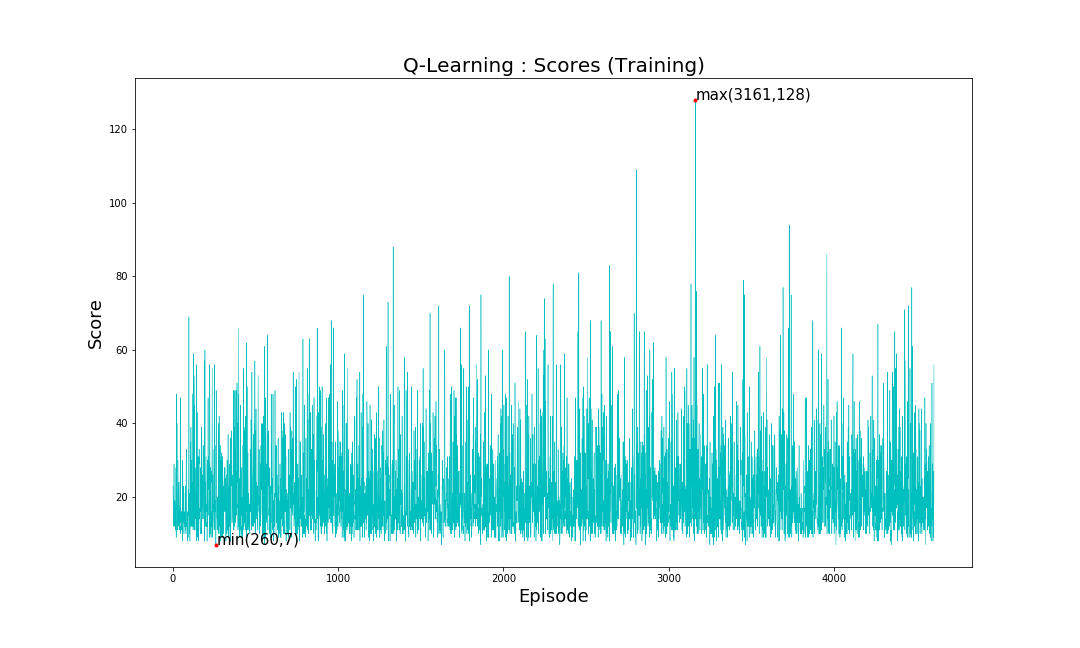 Q-Learning : Scores (Training)
max(3161,128)
120
100
80
60
40
20
Score
min(260,7)
0 1000 2000 3000 4000
Episode